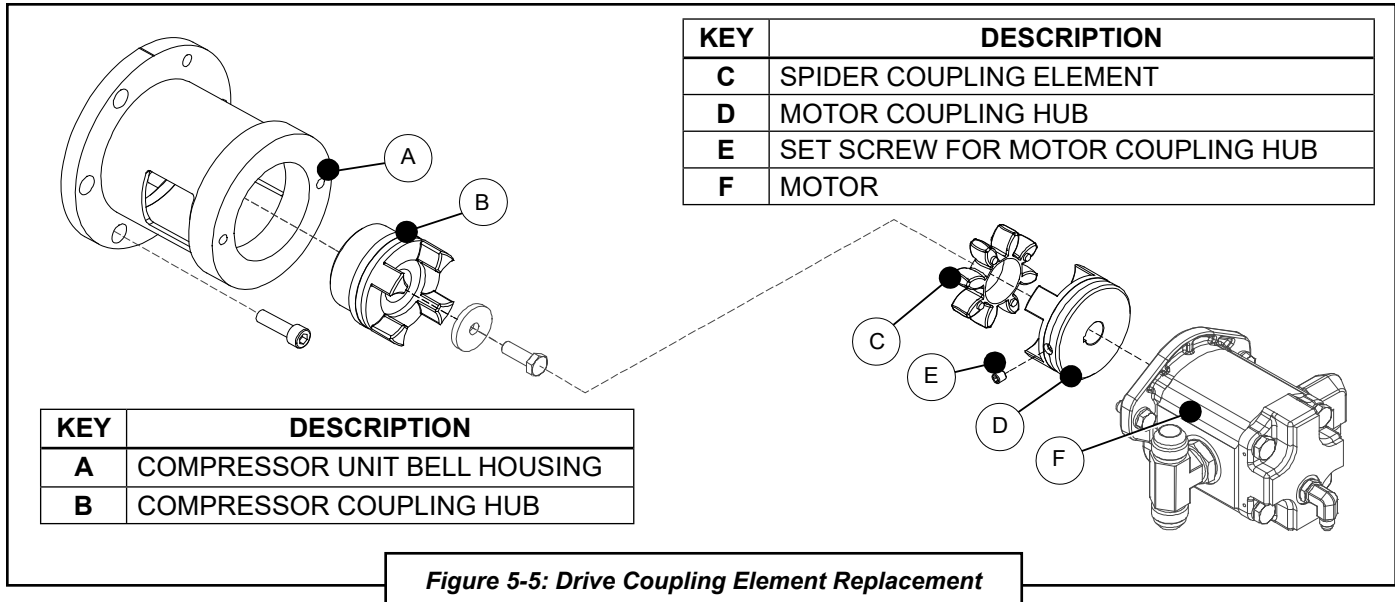 KEY DESCRIPTION
C SPIDER COUPLING ELEMENT
D MOTOR COUPLING HUB
E SET SCREW FOR MOTOR COUPLING HUB
F MOTOR
A
B
C
E
D
F
KEY DESCRIPTION
A COMPRESSOR UNIT BELL HOUSING
B COMPRESSOR COUPLING HUB
Figure 5-5: Drive Coupling Element Replacement